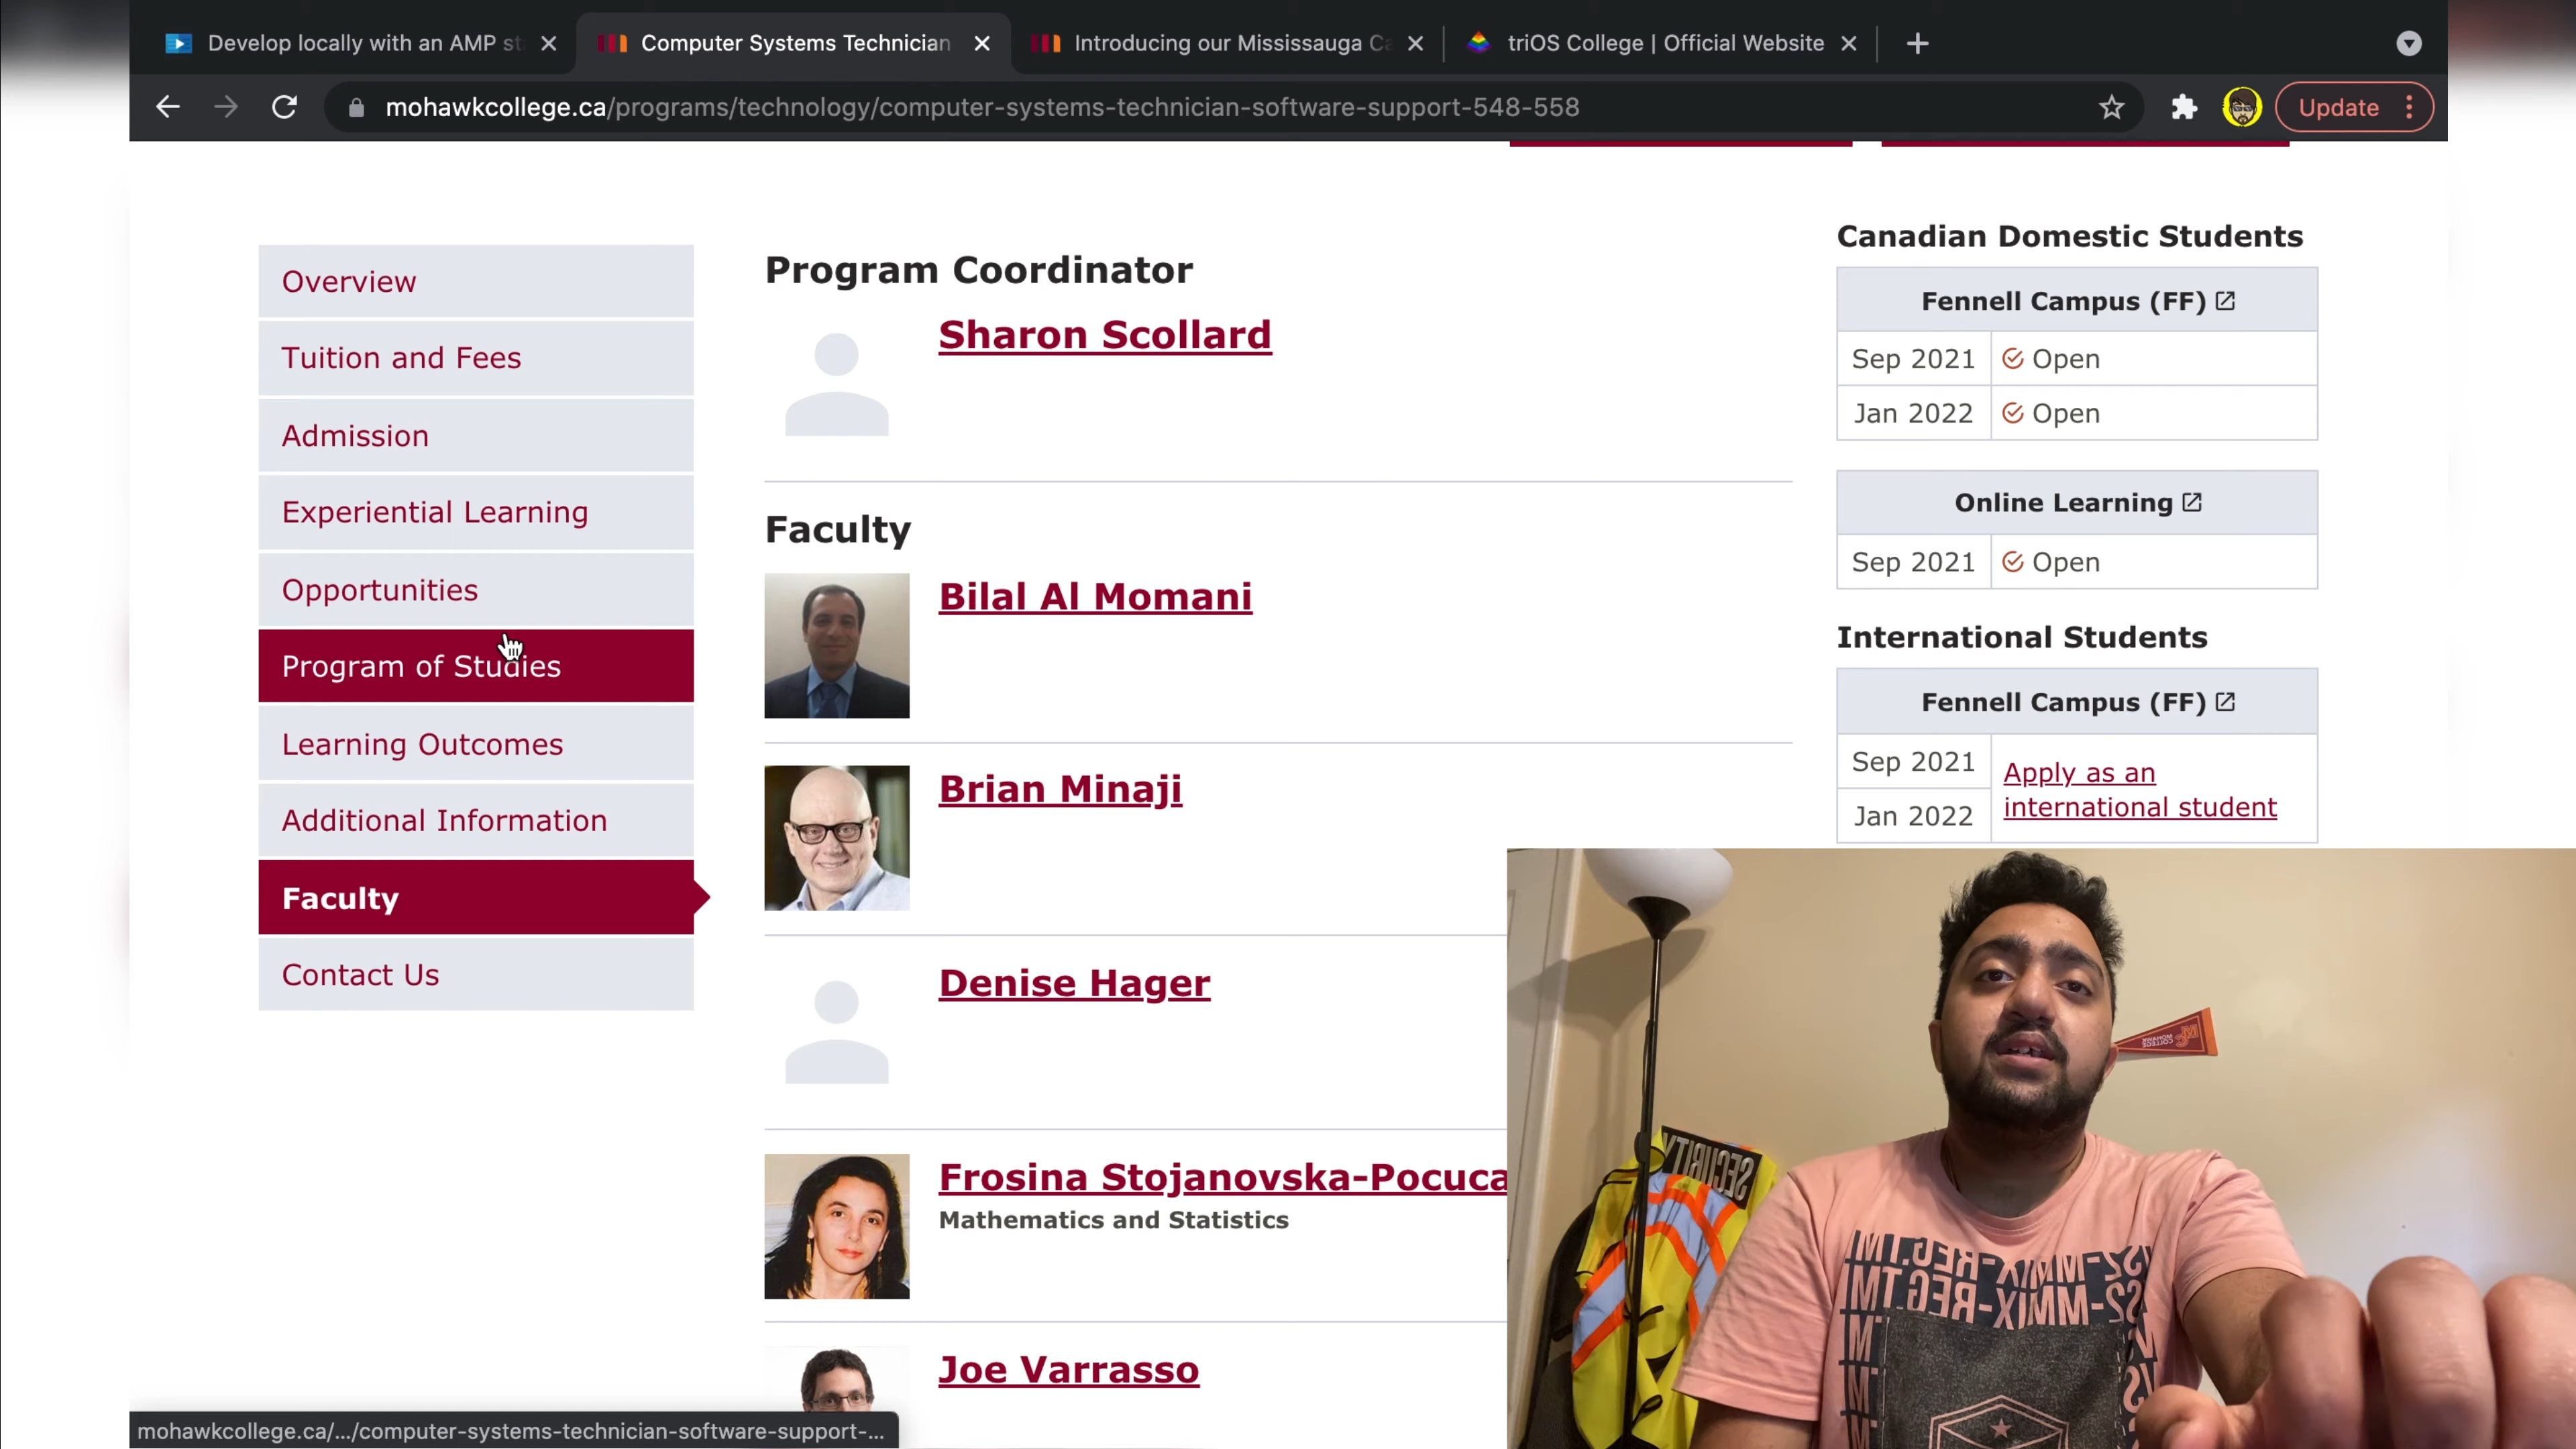 Develop locally with an AMP st
Computer Systems Technician
Introducing our Mississauga Ca
triOS College | Official Website
mohawkcollege.ca/programs/technology/computer-systems-technician-software-support-548-558
Update
Overview
Tuition and Fees
Admission
Experiential Learning
Opportunities
Program of Studies
Learning Outcomes
Additional Information
Faculty
Contact Us
Program Coordinator
Sharon Scollard
Faculty
Bilal Al Momani
Brian Minaji
Denise Hager
Frosina Stojanovska-Pocuca
Mathematics and Statistics
Joe Varrasso
Canadian Domestic Students
Fennell Campus (FF)
Sep 2021 Open
Jan 2022 Open
Online Learning
Sep 2021 Open
International Students
Fennell Campus (FF)
Sep 2021
Jan 2022
Apply as an
international student
SECURITY
MOHAWK
COLLEGE
mohawkcollege.ca/.../computer-systems-technician-software-support-...